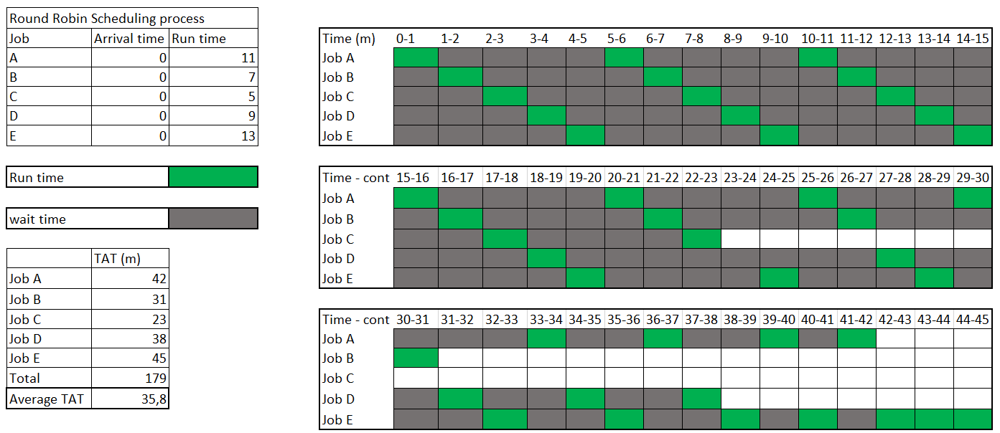 Round Robin Scheduling process
Job Arrival time Run time
A 0 11
B 0 7
C 0 5
D 0 9
E 0 13
Run time
wait time
TAT (m)
Job A 42
Job B 31
Job C 23
Job D 38
Job E 45
Total 179
Average TAT 35,8
Time (m) 0-1 1-2 2-3 3-4 4-5 5-6 6-7 7-8 8-9 9-10 10-11 11-12 12-13 13-14 14-15
Job A
Job B
Job C
Job D
Job E
Time - cont 15-16 16-17 17-18 18-19 19-20 20-21 21-22 22-23 23-24 24-25 25-26 26-27 27-28 28-29 29-30
Job A
Job B
Job C
Job D
Job E
Time - cont 30-31 31-32 32-33 33-34 34-35 35-36 36-37 37-38 38-39 39-40 40-41 41-42 42-43 43-44 44-45
Job A
Job B
Job C
Job D
Job E